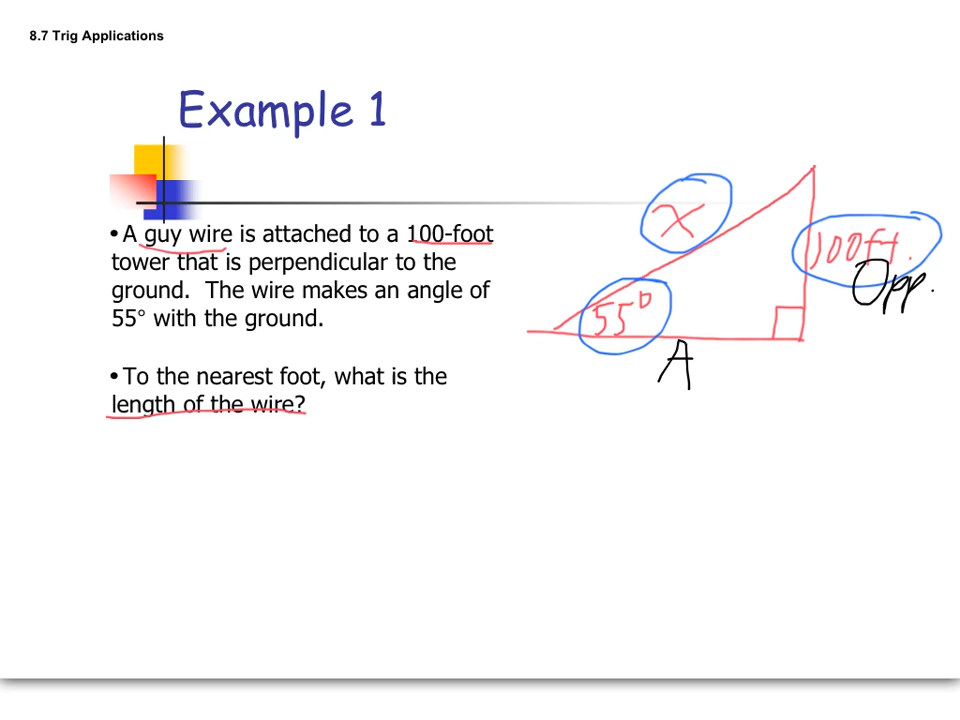 8.7 Trig Applications
Example 1
•A guy wire is attached to a 100-foot
tower that is perpendicular to the
ground. The wire makes an angle of
55° with the ground.
•To the nearest foot, what is the
length of the wire?
x
100ft.
Opp.
55°
A